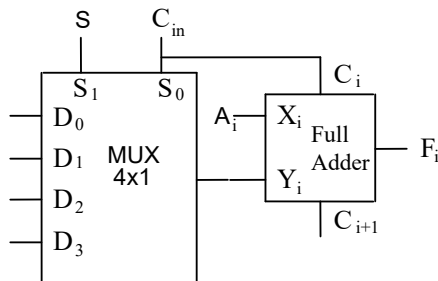 S C_in
S_1 S_0 C_i
D_0
A_i X_i Full
D_1 MUX Adder F_i
4x1
D_2 Y_i
C_i+1
D_3